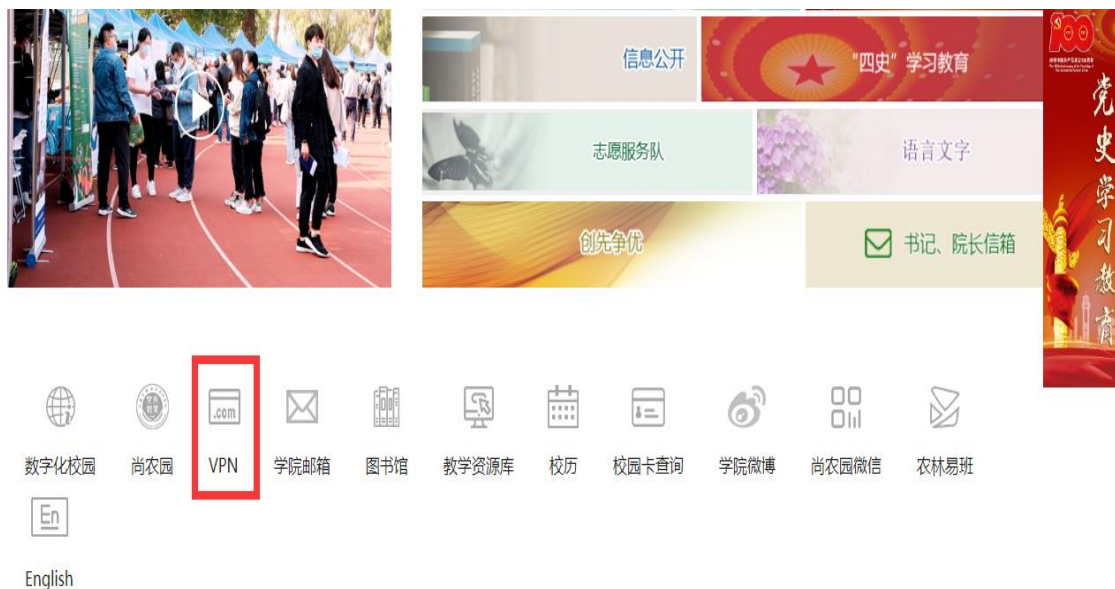 信息公开
“四史”学习教育
志愿服务队
语言文字
创先争优
书记、院长信箱
100
党史学习教育
.com
数字化校园
尚农园
VPN
学院邮箱
图书馆
教学资源库
校历
校园卡查询
学院微博
尚农园微信
农林易班
En
English